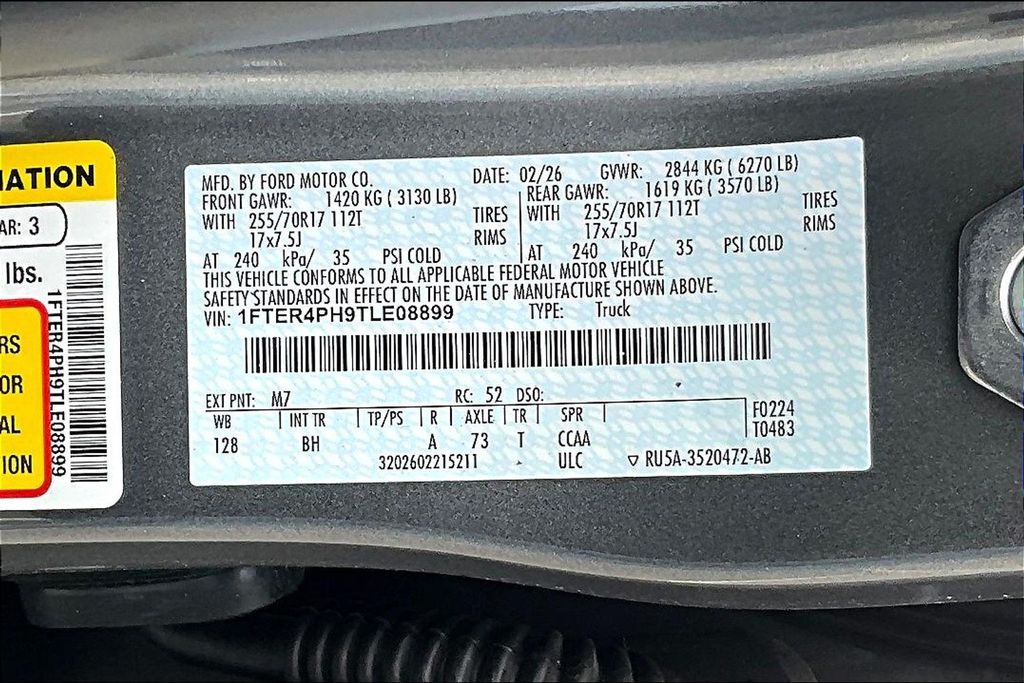 MATION
AR: 3
lbs.
RS
OR
AL
ION
1FTER4PH9TLE08899
MFD. BY FORD MOTOR CO. DATE: 02/26 GVWR: 2844 KG ( 6270 LB)
FRONT GAWR: 1420 KG ( 3130 LB) REAR GAWR: 1619 KG ( 3570 LB)
WITH 255/70R17 112T TIRES WITH 255/70R17 112T TIRES
17x7.5J RIMS 17x7.5J RIMS
AT 240 kPa/ 35 PSI COLD AT 240 kPa/ 35 PSI COLD
THIS VEHICLE CONFORMS TO ALL APPLICABLE FEDERAL MOTOR VEHICLE
SAFETY STANDARDS IN EFFECT ON THE DATE OF MANUFACTURE SHOWN ABOVE.
VIN: 1FTER4PH9TLE08899 TYPE: Truck
EXT PNT: M7 RC: 52 DSO:
WB INT TR TP/PS R AXLE TR SPR F0224
128 BH A 73 T CCAA T0483
3202602215211 ULC ▽ RU5A-3520472-AB